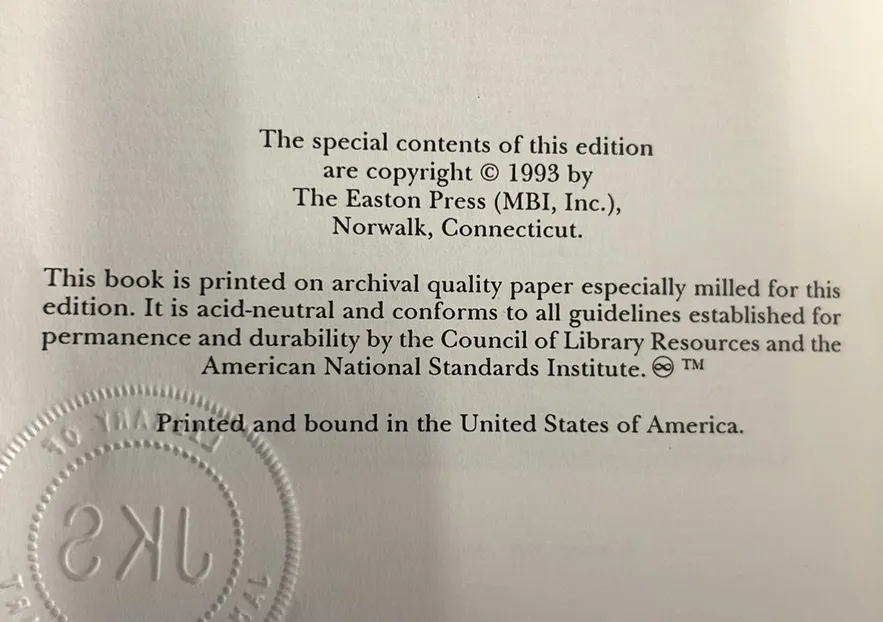 The special contents of this edition
are copyright © 1993 by
The Easton Press (MBI, Inc.),
Norwalk, Connecticut.
This book is printed on archival quality paper especially milled for this
edition. It is acid-neutral and conforms to all guidelines established for
permanence and durability by the Council of Library Resources and the
American National Standards Institute. ♾ ™
Printed and bound in the United States of America.
LIBRARY OF
JKS